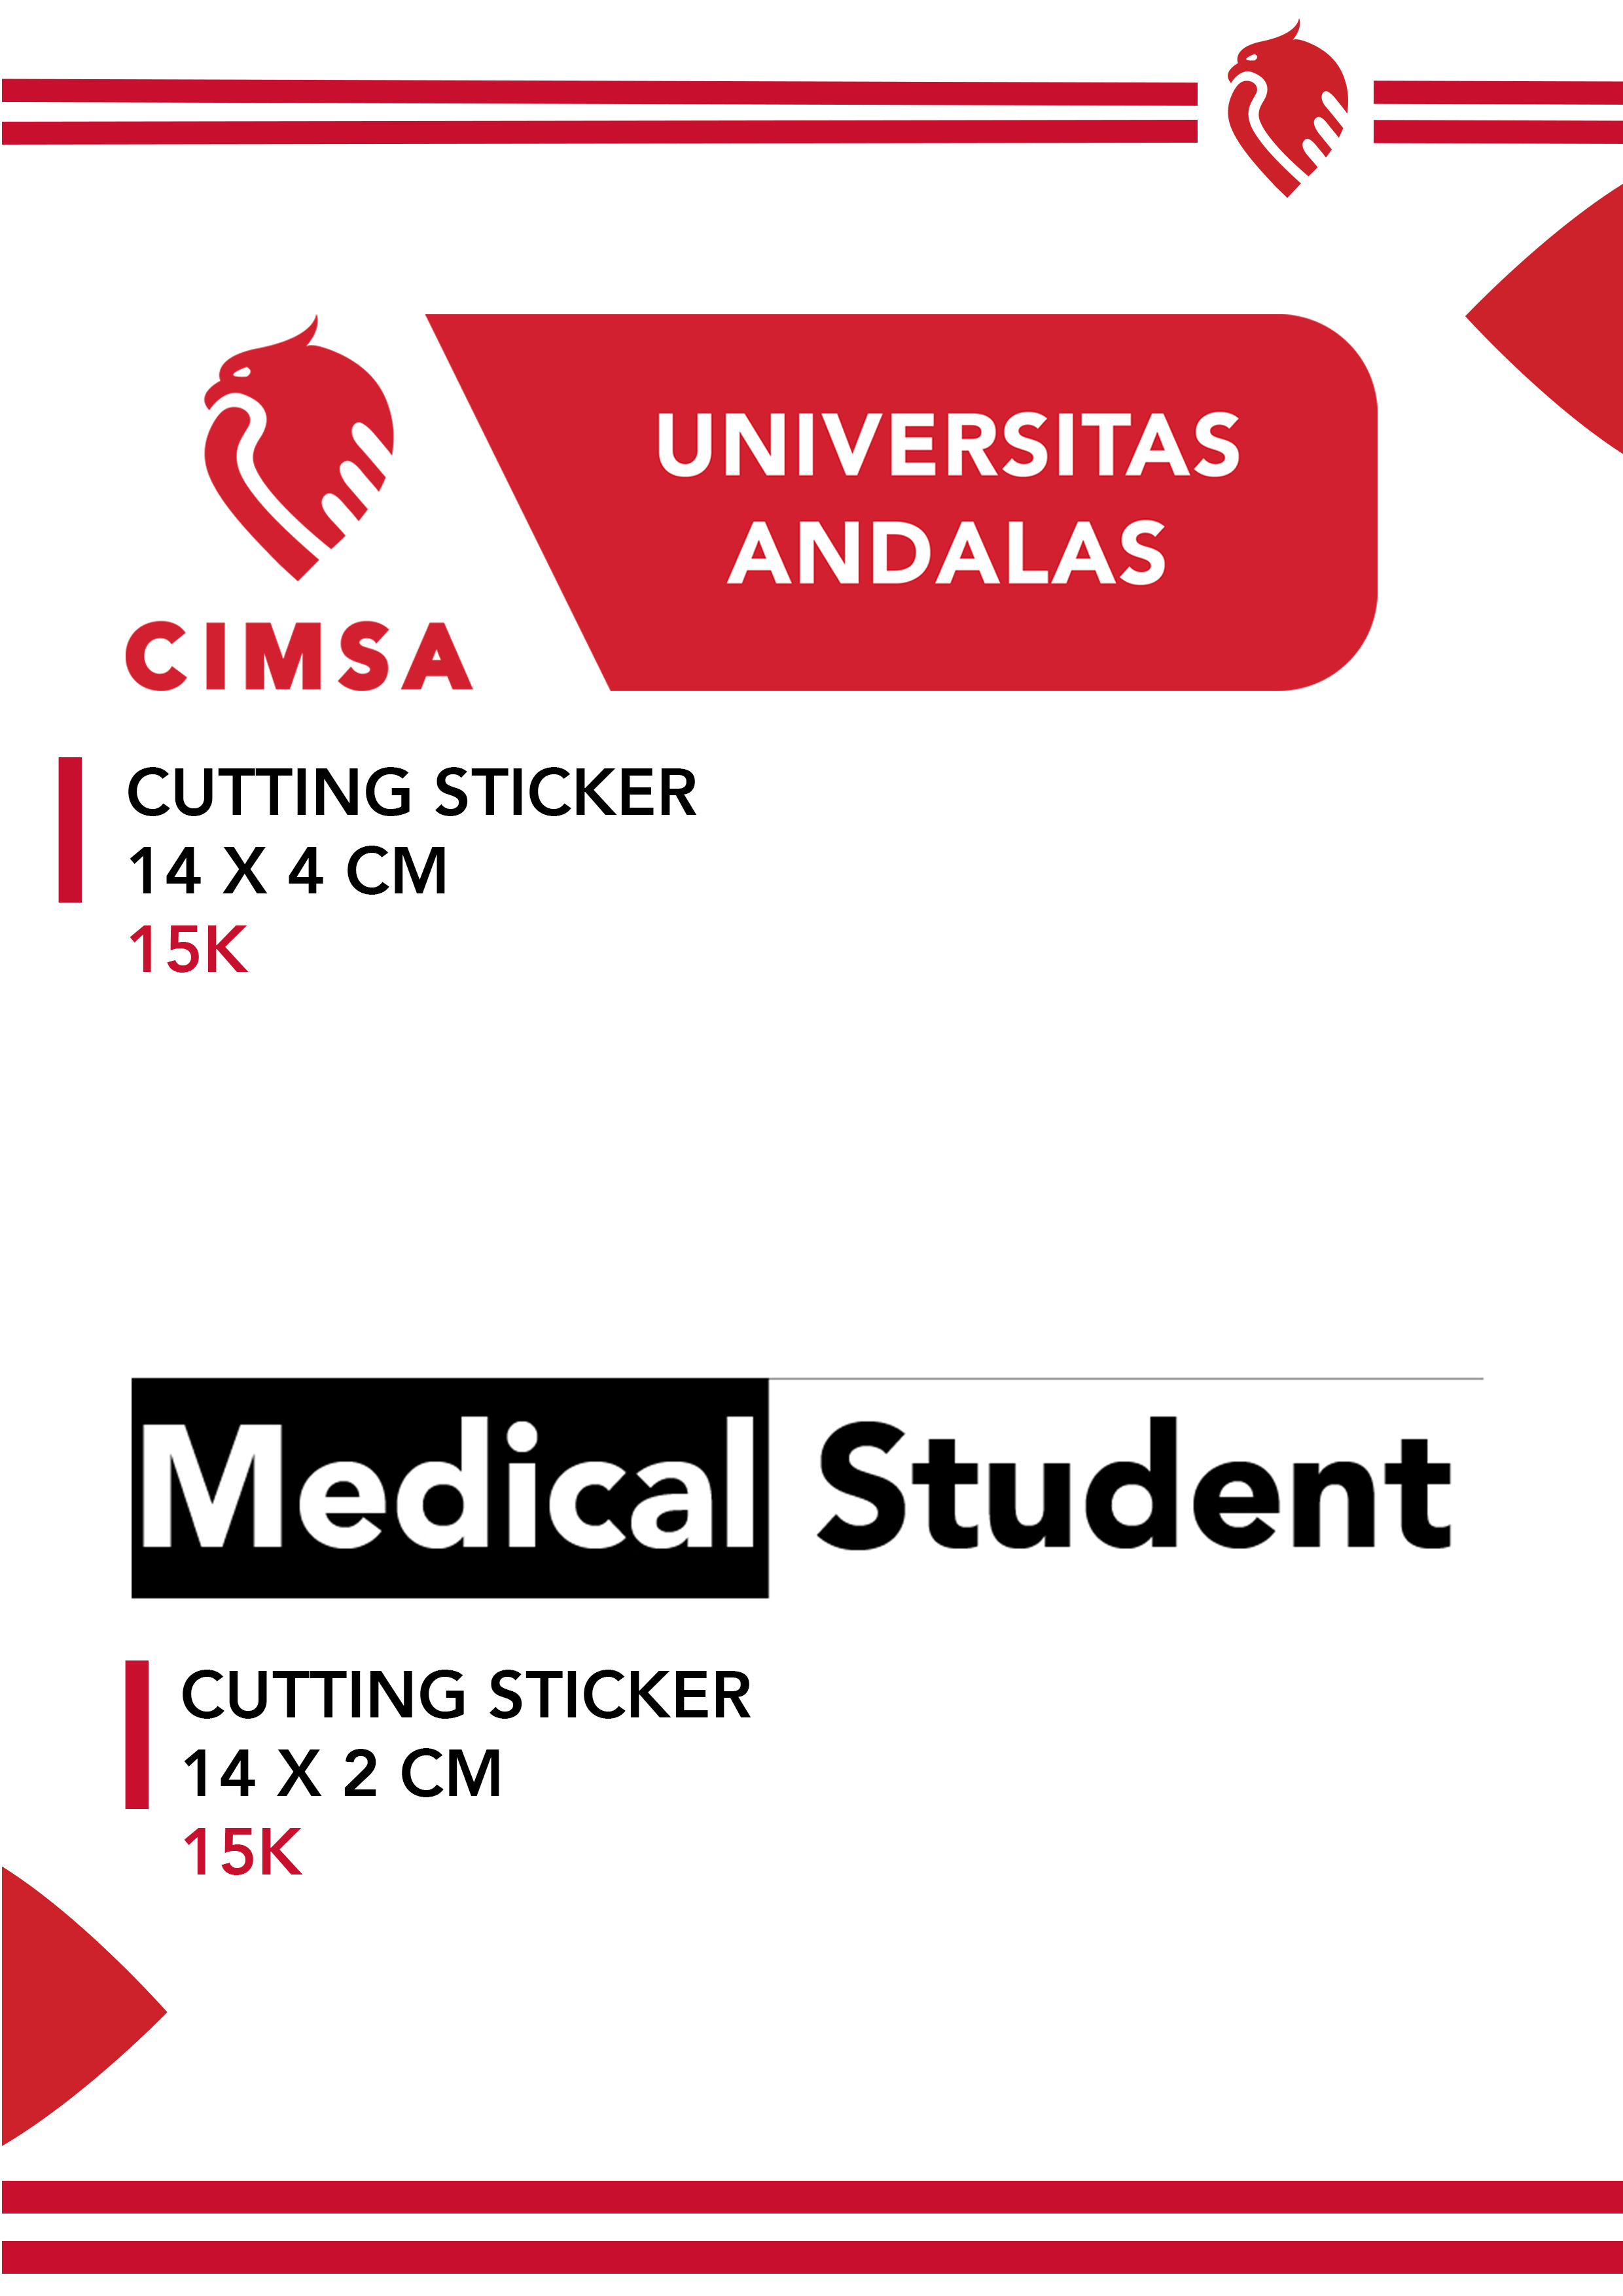 UNIVERSITAS
ANDALAS
CIMSA
CUTTING STICKER
14 X 4 CM
15K
Medical Student
CUTTING STICKER
14 X 2 CM
15K